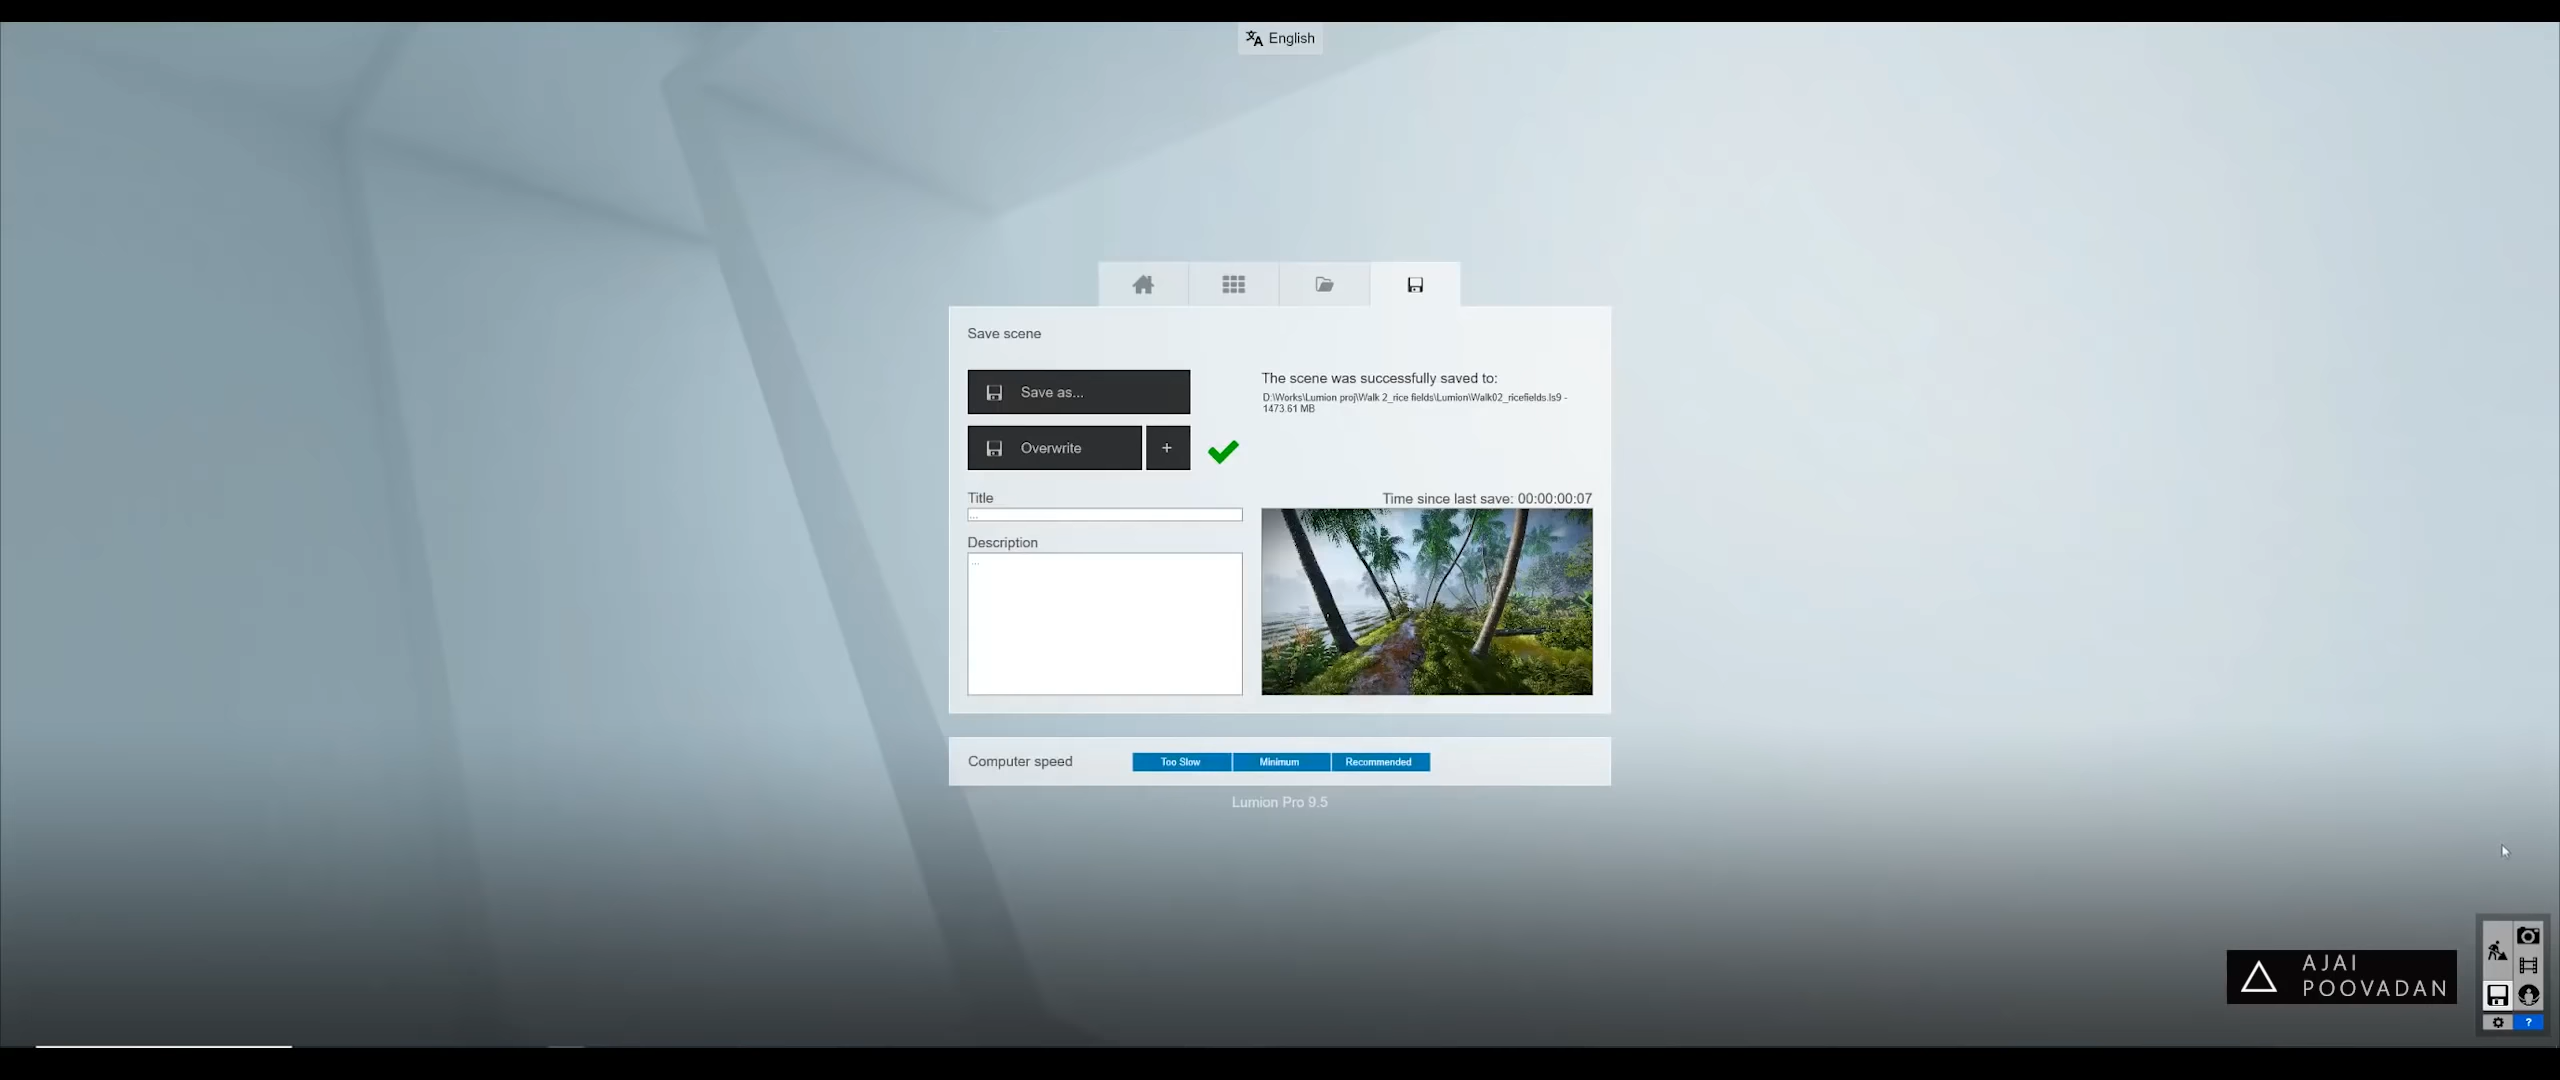 English
Save scene
Save as...
The scene was successfully saved to:
D:\Works\Lumion proj\Walk 2_rice fields\Lumion\Walk02_ricefields.ls9 -
1473.61 MB
Overwrite
+
Title
Time since last save: 00:00:00:07
...
Description
...
Computer speed
Too Slow
Minimum
Recommended
Lumion Pro 9.5
AJAI
POOVADAN
?